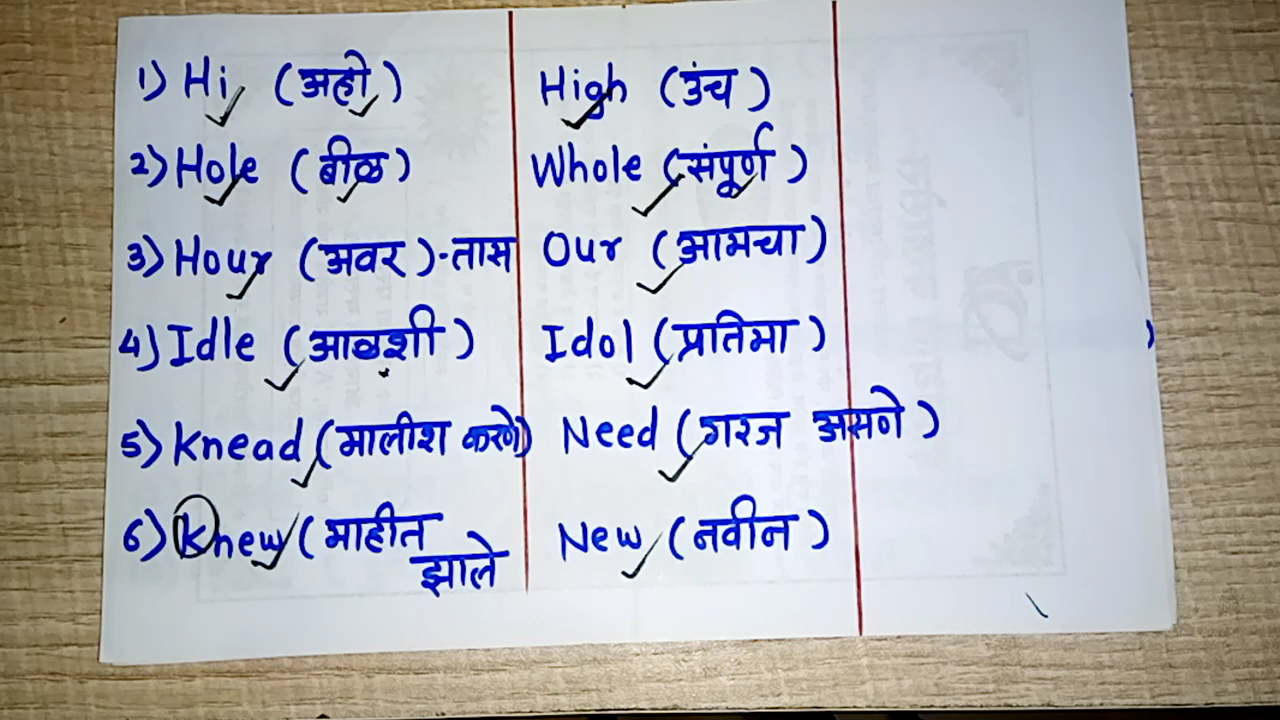 1) Hi (अहो) High (उंच)
2) Hole (बीळ) Whole (संपूर्ण)
3) Hour (अवर)-तास Our (आमचा)
4) Idle (आळशी) Idol (प्रतिमा)
5) Knead (मालीश करणे) Need (गरज असणे)
6) Knew (माहीत झाले New (नवीन)